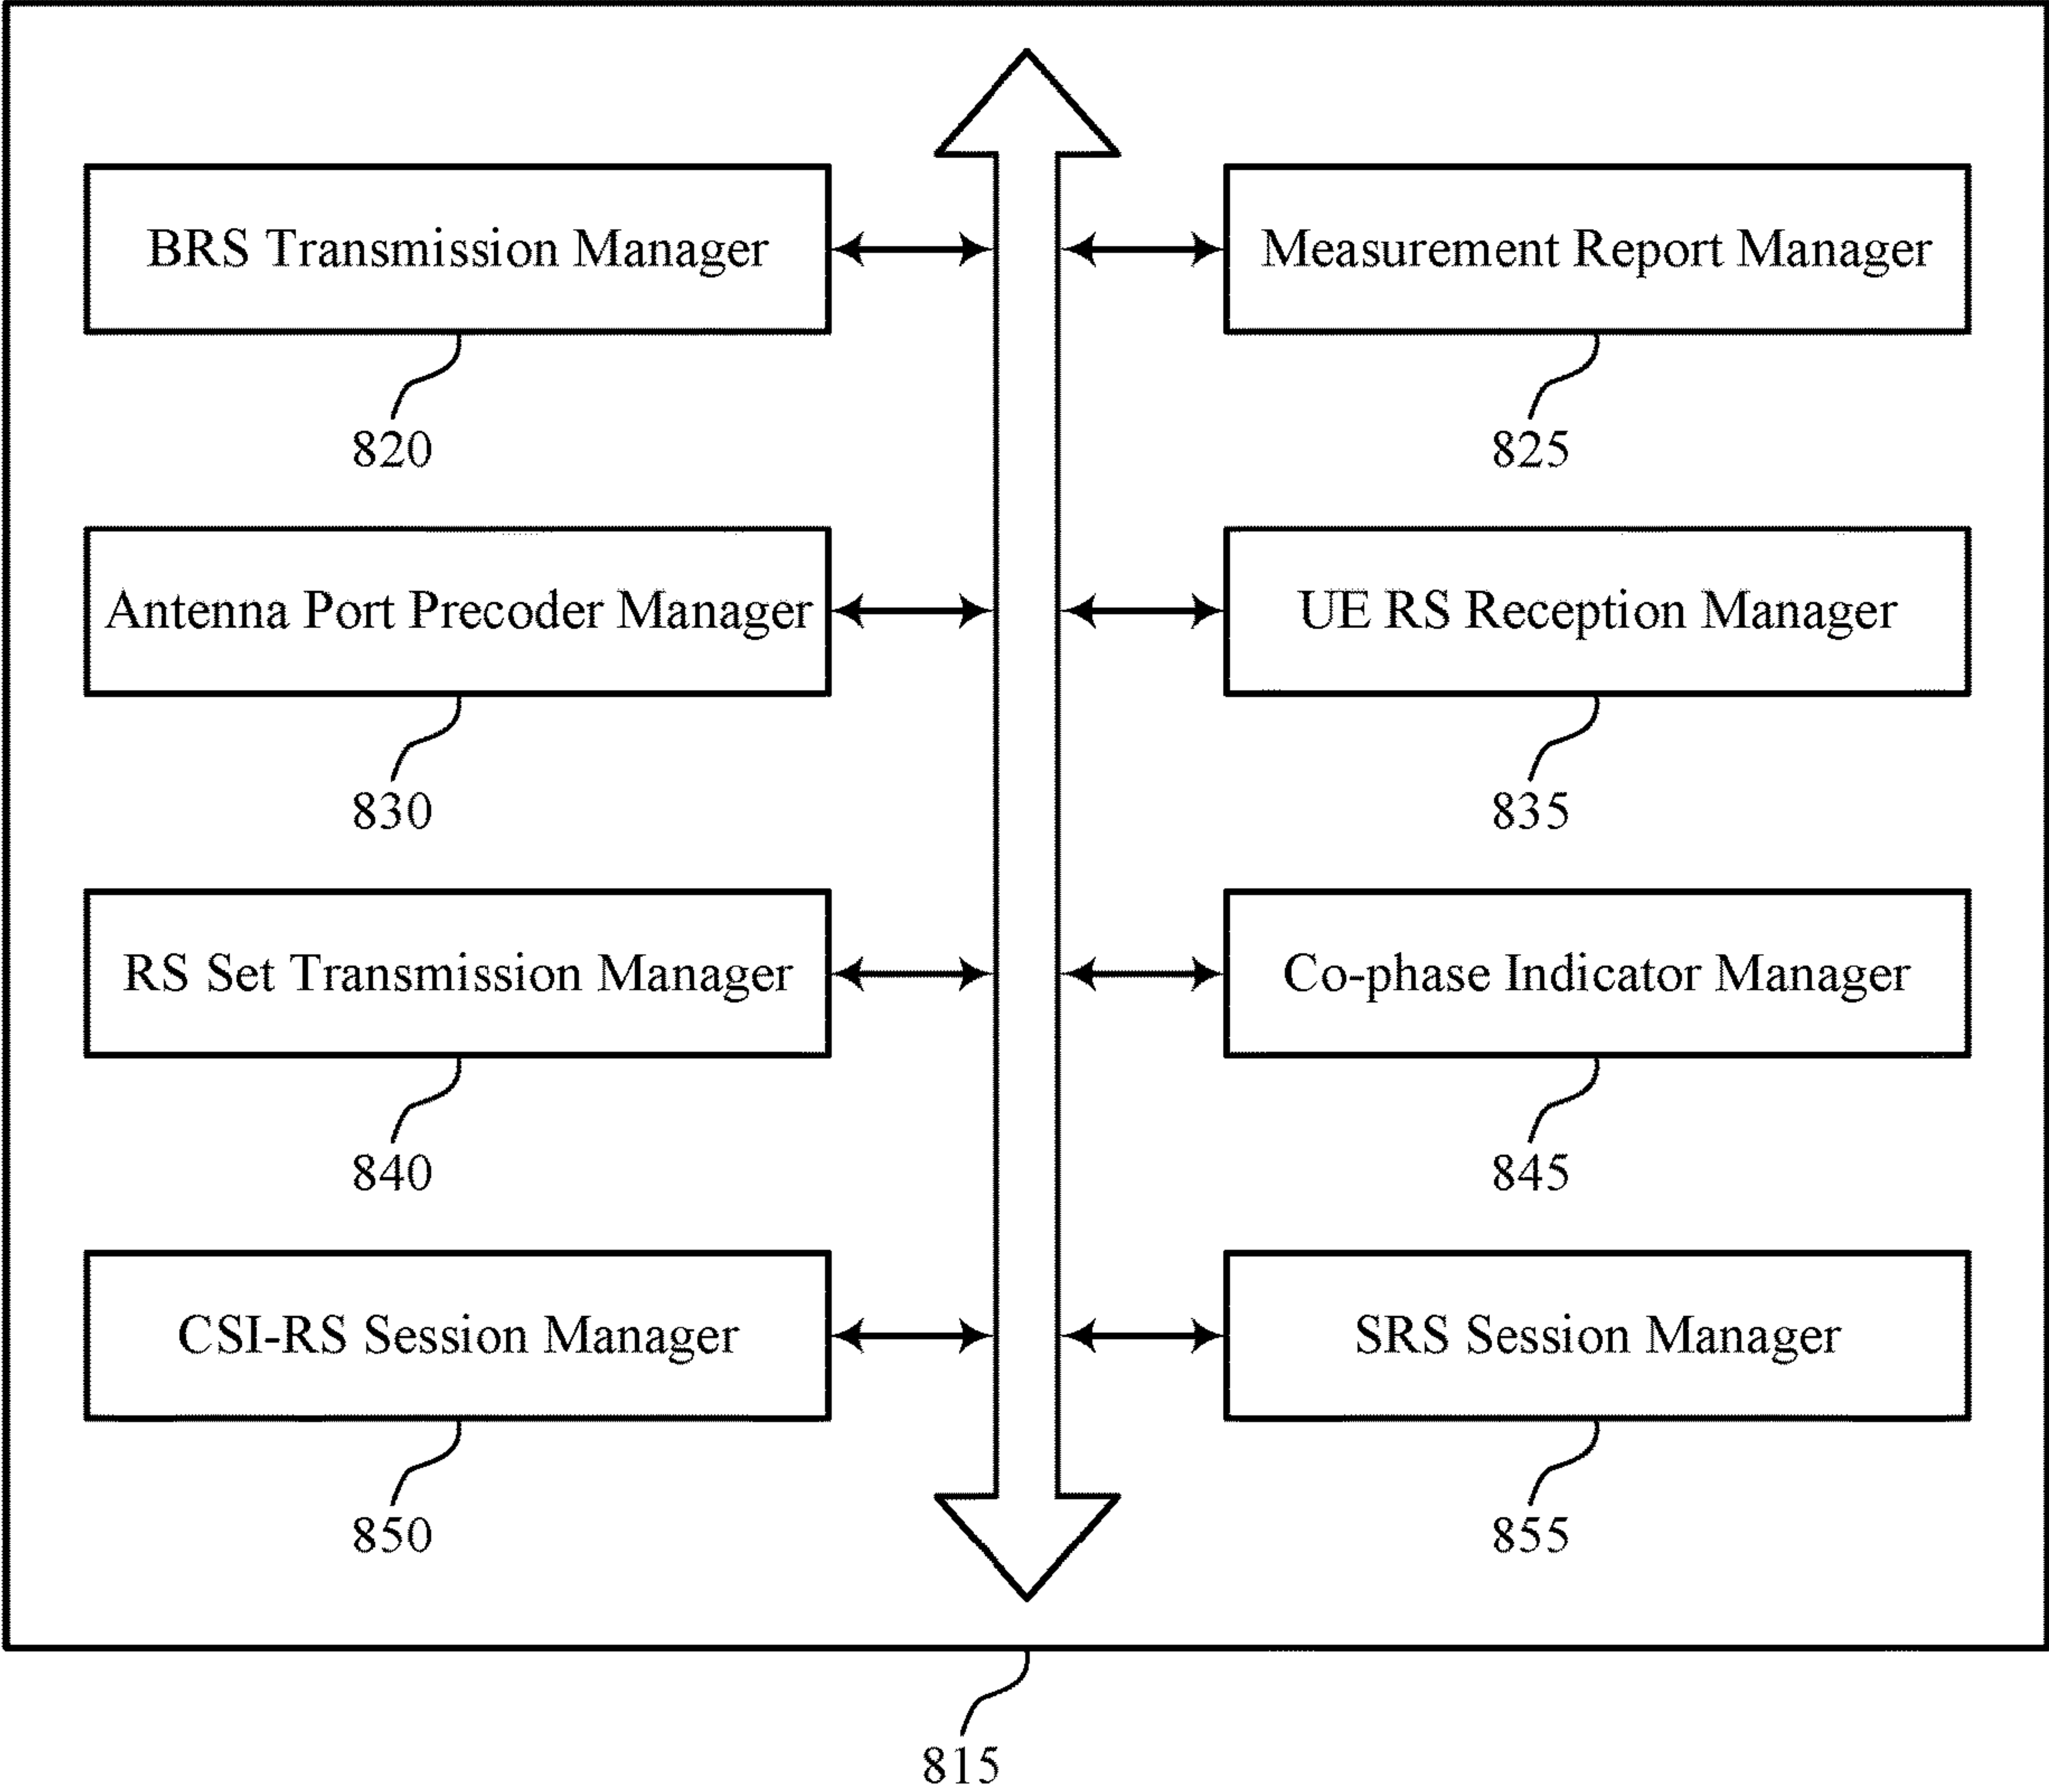 BRS Transmission Manager
Measurement Report Manager
820
825
Antenna Port Precoder Manager
UE RS Reception Manager
830
835
RS Set Transmission Manager
Co-phase Indicator Manager
840
845
CSI-RS Session Manager
SRS Session Manager
850
855
815